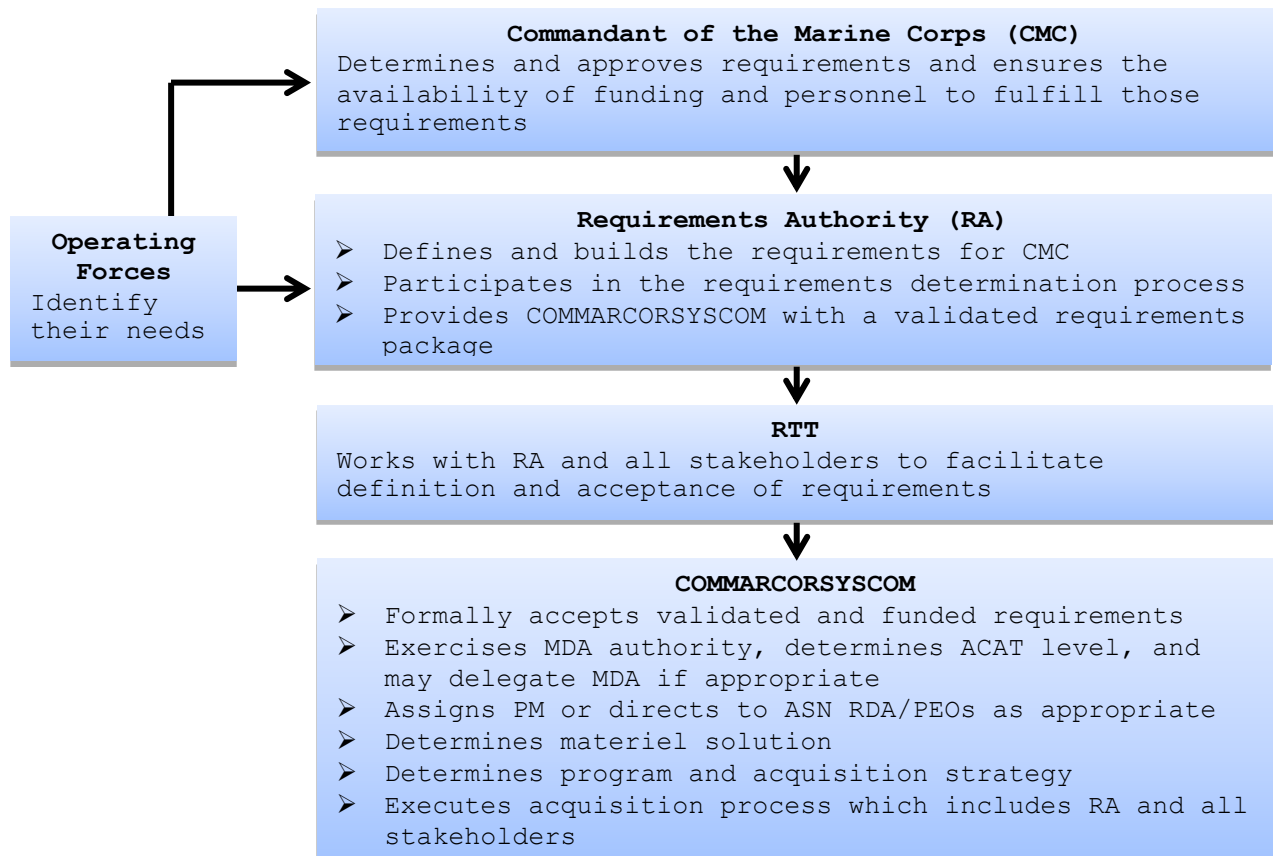 Commandant of the Marine Corps (CMC)
Determines and approves requirements and ensures the
availability of funding and personnel to fulfill those
requirements
Operating
Forces
Identify
their needs
Requirements Authority (RA)
➢ Defines and builds the requirements for CMC
➢ Participates in the requirements determination process
➢ Provides COMMARCORSYSCOM with a validated requirements
package
RTT
Works with RA and all stakeholders to facilitate
definition and acceptance of requirements
COMMARCORSYSCOM
➢ Formally accepts validated and funded requirements
➢ Exercises MDA authority, determines ACAT level, and
may delegate MDA if appropriate
➢ Assigns PM or directs to ASN RDA/PEOs as appropriate
➢ Determines materiel solution
➢ Determines program and acquisition strategy
➢ Executes acquisition process which includes RA and all
stakeholders